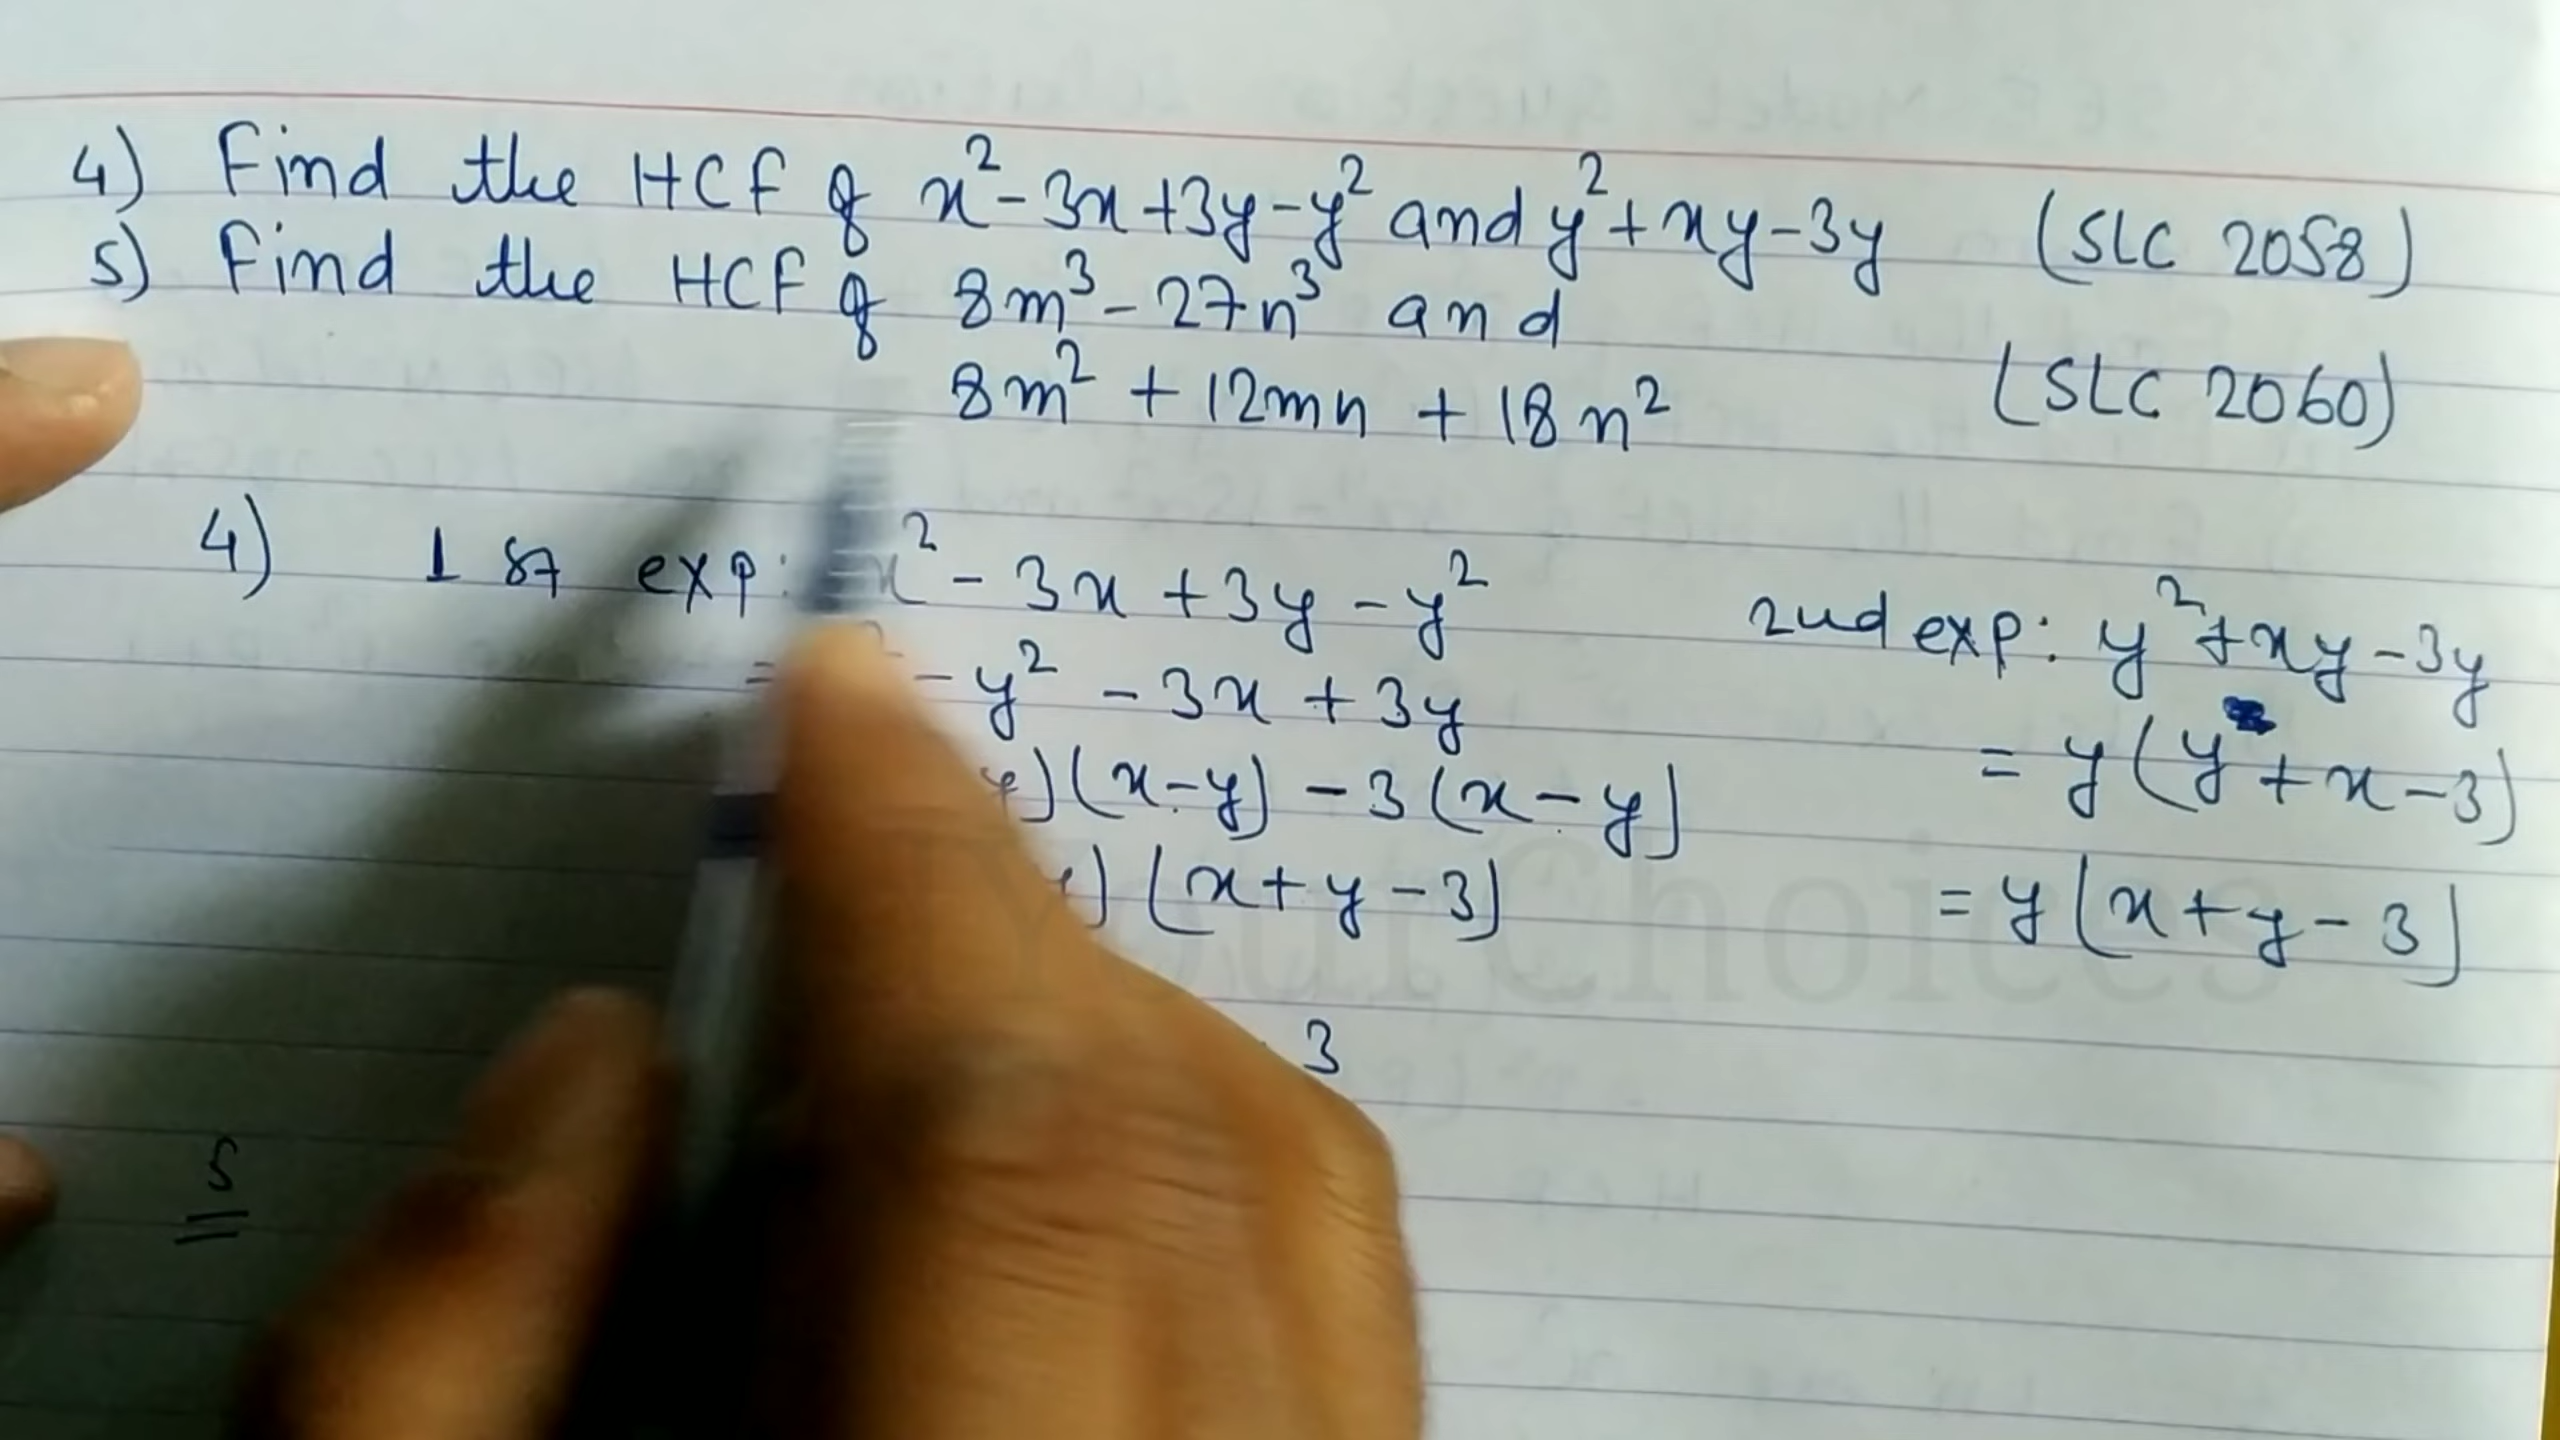 4) Find the HCF of x² - 3x + 3y - y² and y² + xy - 3y (SLC 2058)
5) Find the HCF of 8m³ - 27n³ and
8m² + 12mn + 18n² (SLC 2060)
4) 1st exp: x² - 3x + 3y - y² 2nd exp: y² + xy - 3y
= - y² - 3x + 3y = y(y + x - 3)
y)(x - y) - 3(x - y)
)(x + y - 3) = y(x + y - 3)
YourChoices
3
5